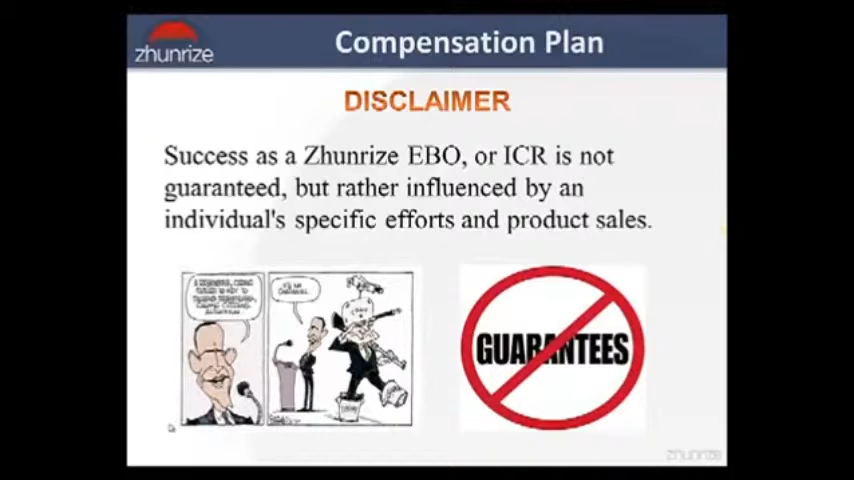 zhunrize
Compensation Plan
DISCLAIMER
Success as a Zhunrize EBO, or ICR is not
guaranteed, but rather influenced by an
individual's specific efforts and product sales.
GUARANTEES
zhunrize